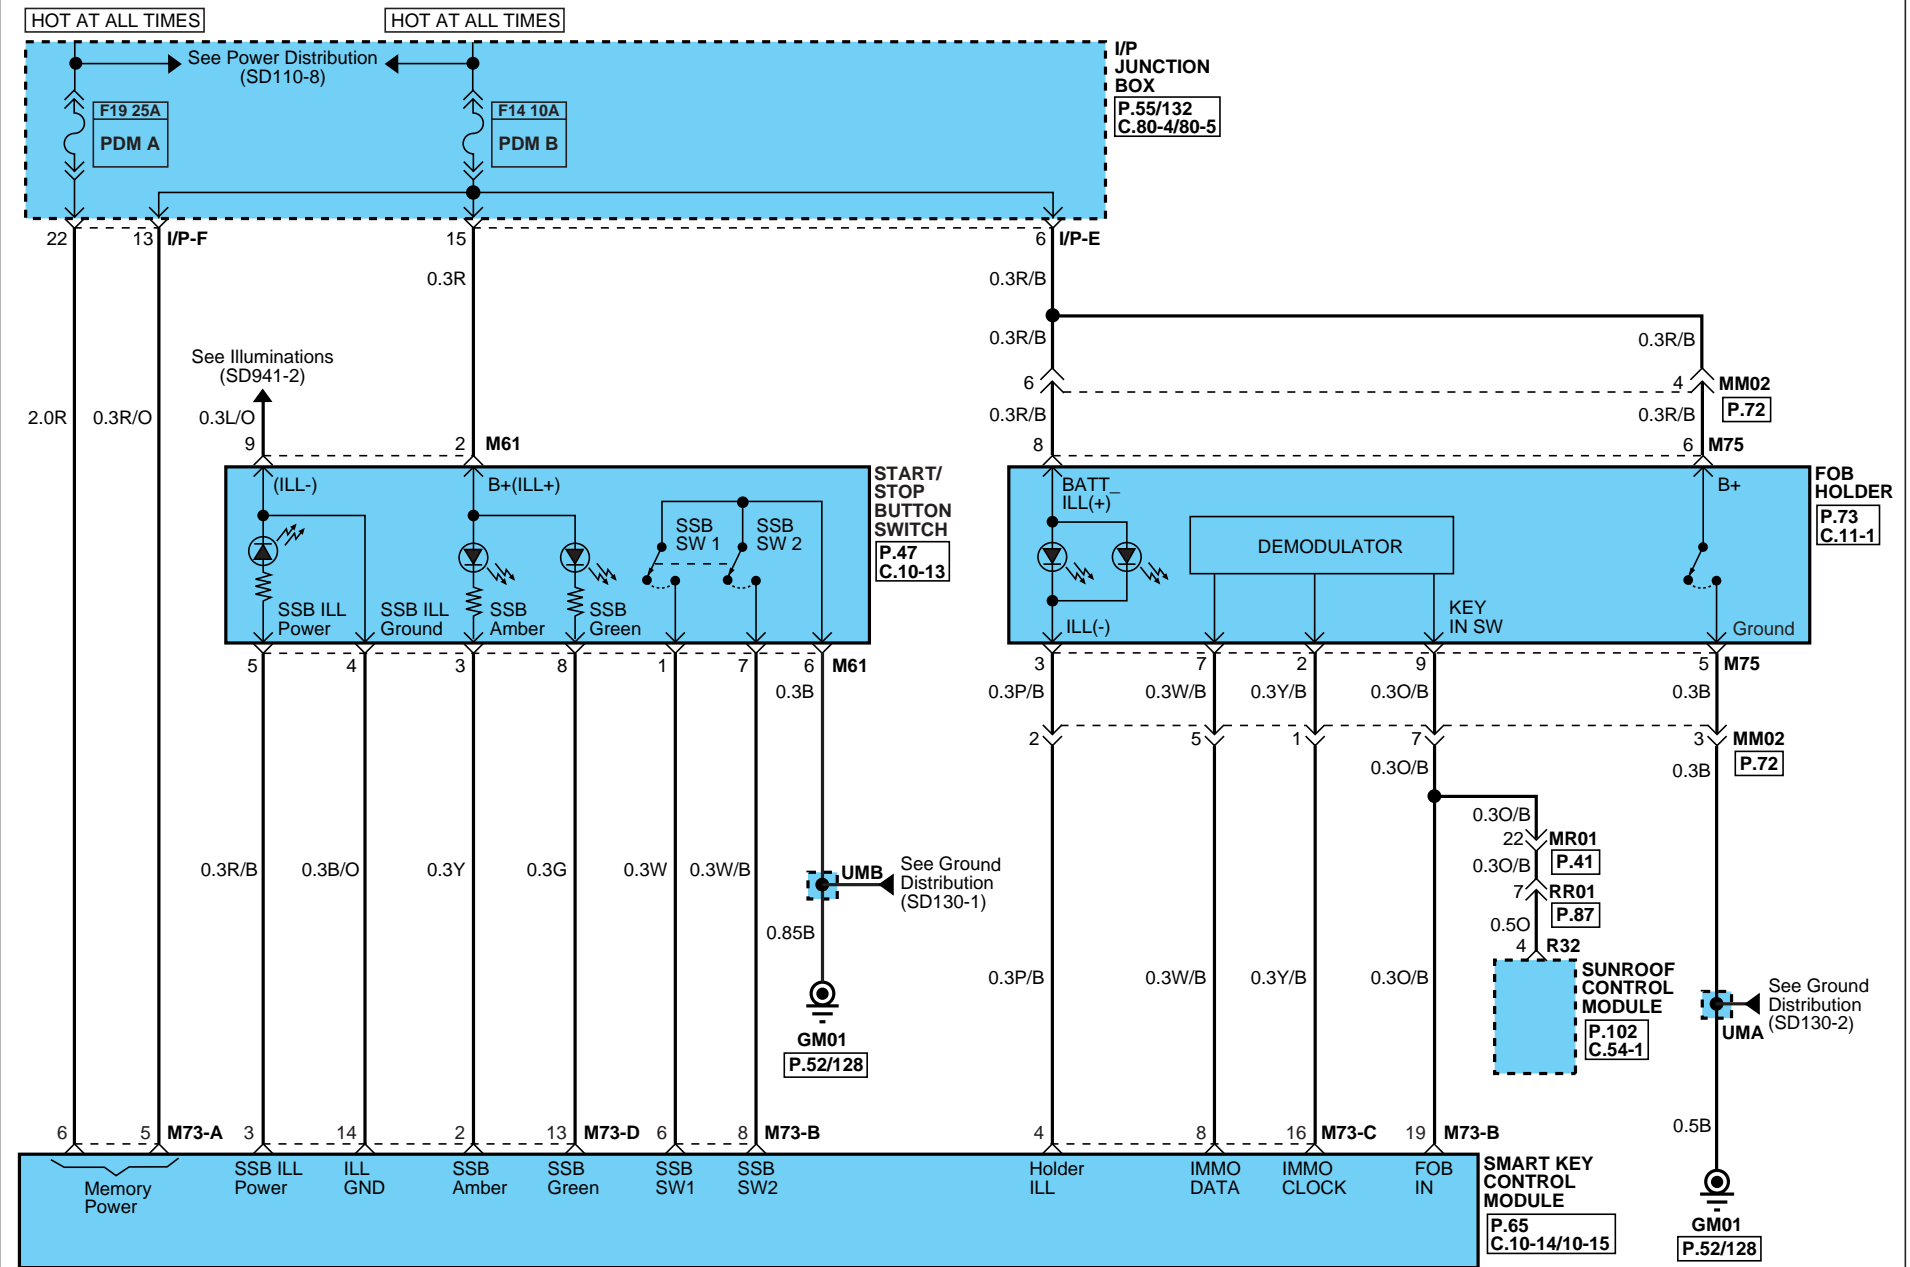 HOT AT ALL TIMES
HOT AT ALL TIMES
See Power Distribution
(SD110-8)
I/P
JUNCTION
BOX
P.55/132
C.80-4/80-5
F19 25A
PDM A
F14 10A
PDM B
22
13
I/P-F
15
6
I/P-E
0.3R
0.3R/B
0.3R/B
0.3R/B
See Illuminations
(SD941-2)
6
4
MM02
P.72
2.0R
0.3R/O
0.3L/O
0.3R/B
0.3R/B
9
2
M61
8
6
M75
(ILL-)
B+(ILL+)
SSB
SW 1
SSB
SW 2
SSB ILL
Power
SSB ILL
Ground
SSB
Amber
SSB
Green
START/
STOP
BUTTON
SWITCH
P.47
C.10-13
BATT_
ILL(+)
DEMODULATOR
B+
KEY
IN SW
ILL(-)
Ground
FOB
HOLDER
P.73
C.11-1
5
4
3
8
1
7
6
M61
3
7
2
9
5
M75
0.3B
0.3P/B
0.3W/B
0.3Y/B
0.3O/B
0.3B
2
5
1
7
3
MM02
P.72
0.3O/B
0.3B
0.3O/B
22
MR01
P.41
0.3O/B
7
RR01
P.87
0.5O
4
R32
SUNROOF
CONTROL
MODULE
P.102
C.54-1
0.3R/B
0.3B/O
0.3Y
0.3G
0.3W
0.3W/B
UMB
See Ground
Distribution
(SD130-1)
0.85B
GM01
P.52/128
0.3P/B
0.3W/B
0.3Y/B
0.3O/B
See Ground
Distribution
(SD130-2)
UMA
0.5B
GM01
P.52/128
6
5
M73-A
3
14
2
13
M73-D
6
8
M73-B
4
8
16
M73-C
19
M73-B
Memory
Power
SSB ILL
Power
ILL
GND
SSB
Amber
SSB
Green
SSB
SW1
SSB
SW2
Holder
ILL
IMMO
DATA
IMMO
CLOCK
FOB
IN
SMART KEY
CONTROL
MODULE
P.65
C.10-14/10-15